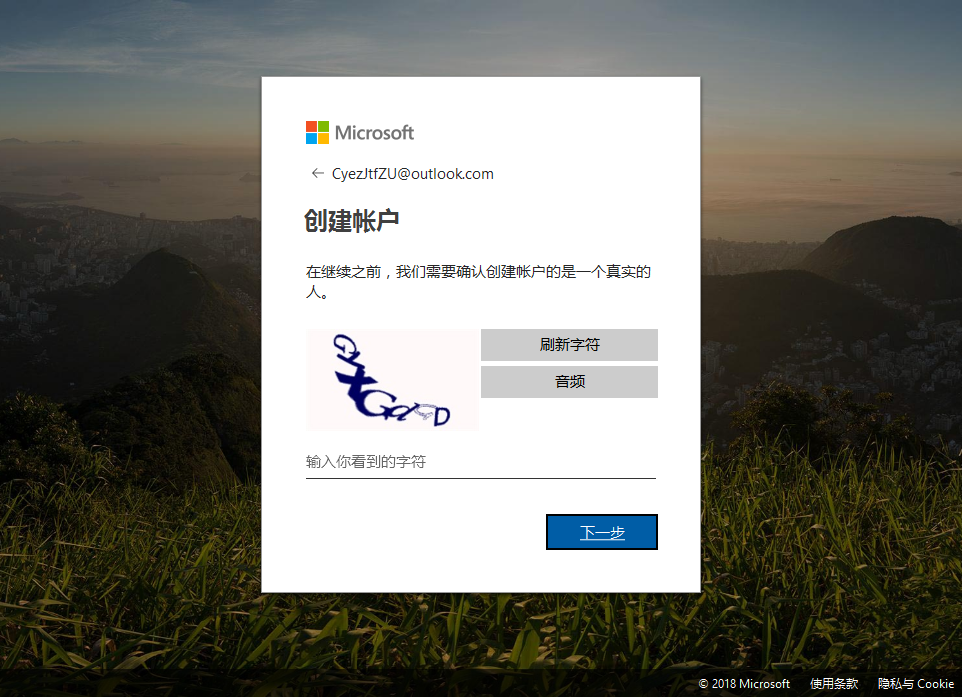 Microsoft
← CyezJtfZU@outlook.com
创建帐户
在继续之前，我们需要确认创建帐户的是一个真实的
人。
刷新字符
音频
输入你看到的字符
下一步
© 2018 Microsoft 使用条款 隐私与 Cookie